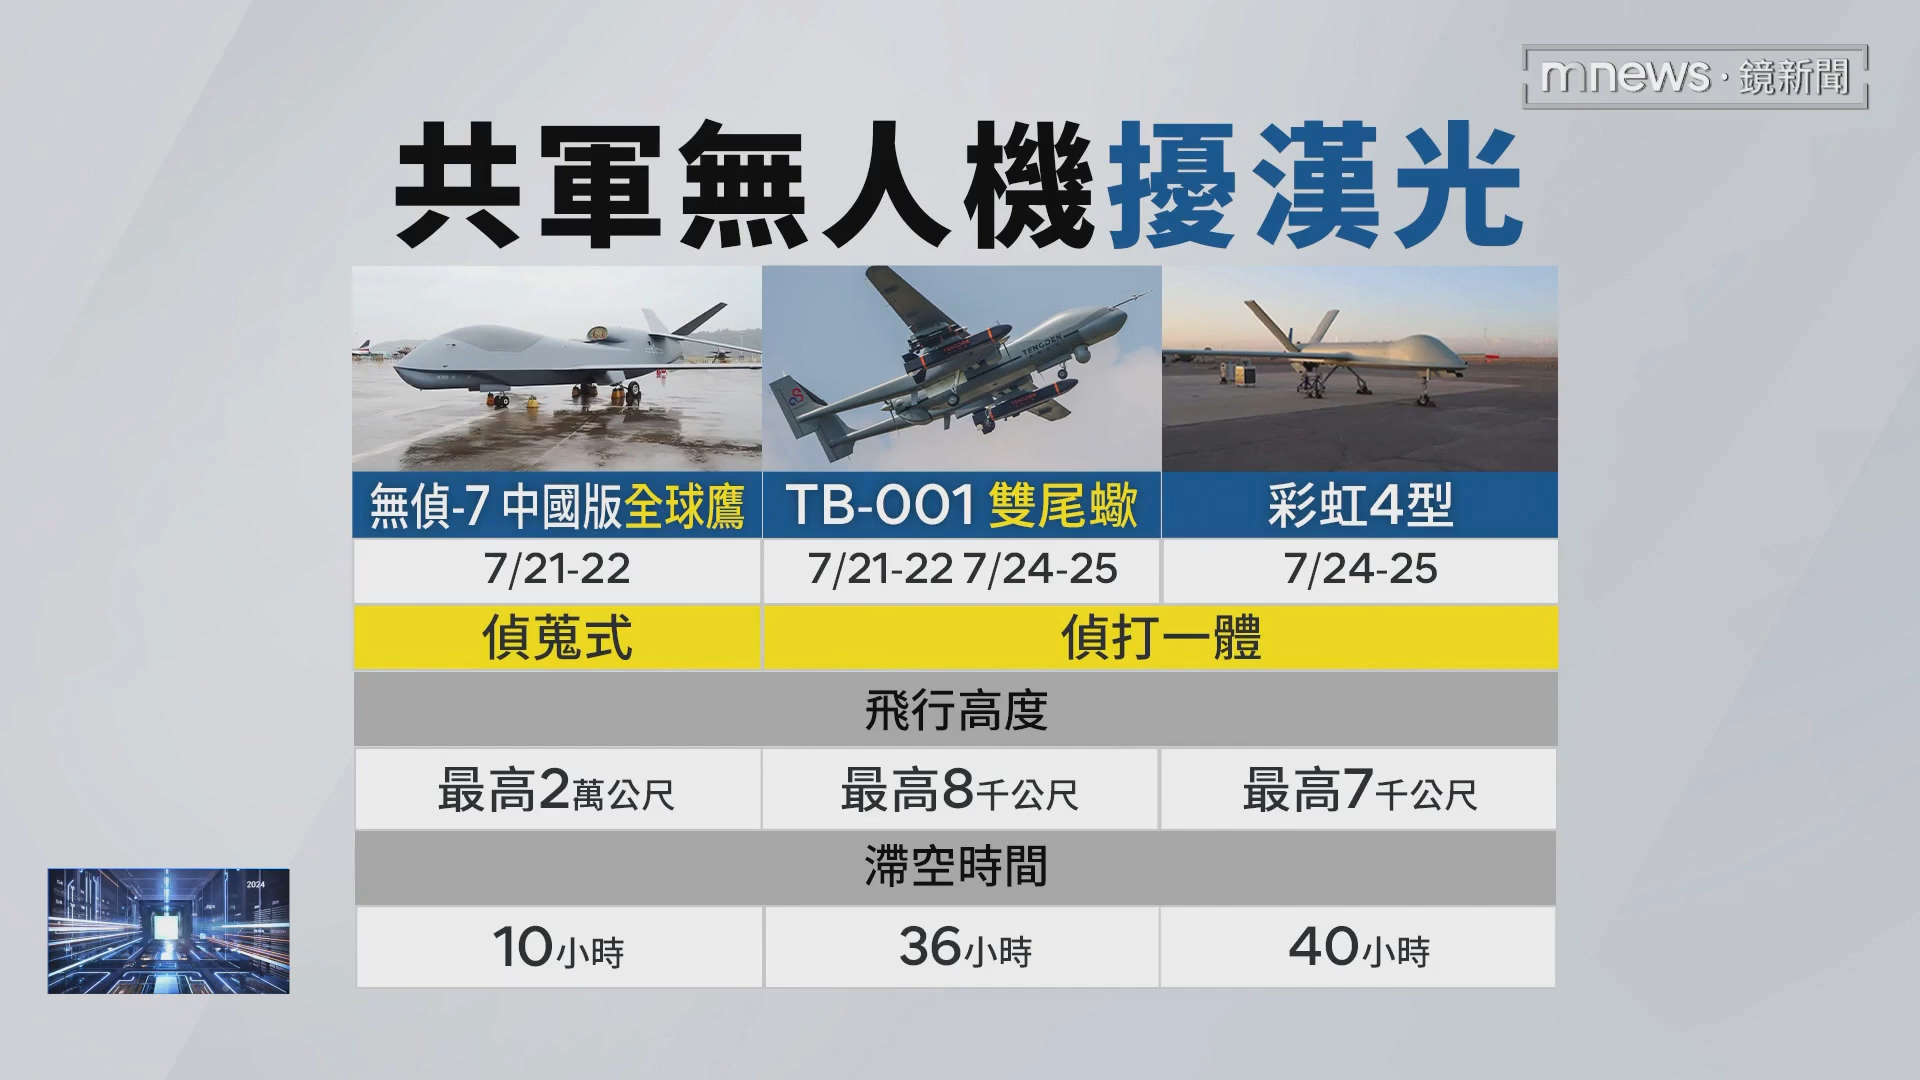 mnews·鏡新聞
共軍無人機擾漢光
TENGDEN
無偵-7 中國版全球鷹
TB-001 雙尾蠍
彩虹4型
7/21-22
7/21-22 7/24-25
7/24-25
偵蒐式
偵打一體
飛行高度
最高2萬公尺
最高8千公尺
最高7千公尺
滯空時間
2024
10小時
36小時
40小時